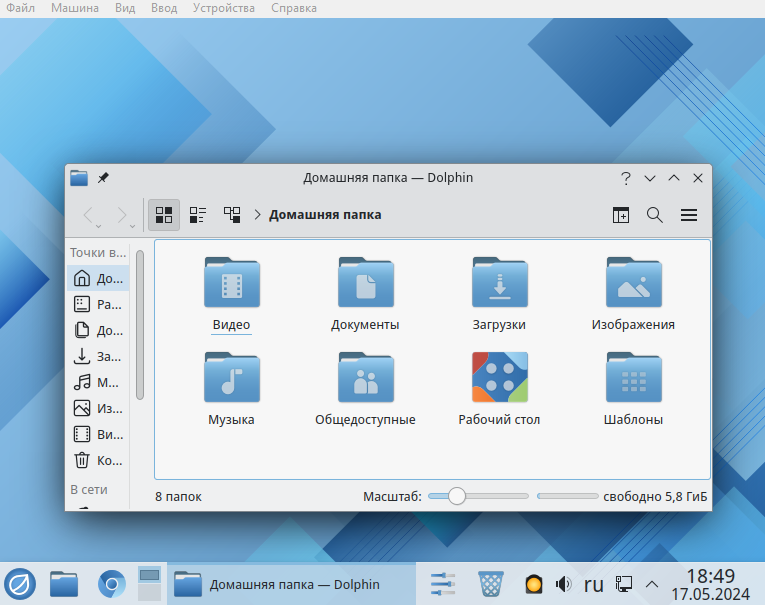 Файл Машина Вид Ввод Устройства Справка
Домашняя папка — Dolphin
Домашняя папка
Точки в...
До...
Ра...
До...
За...
М...
Из...
Ви...
Ко...
В сети
Видео Документы Загрузки Изображения
Музыка Общедоступные Рабочий стол Шаблоны
8 папок Масштаб: свободно 5,8 ГиБ
Домашняя папка — Dolphin
ru
18:49
17.05.2024